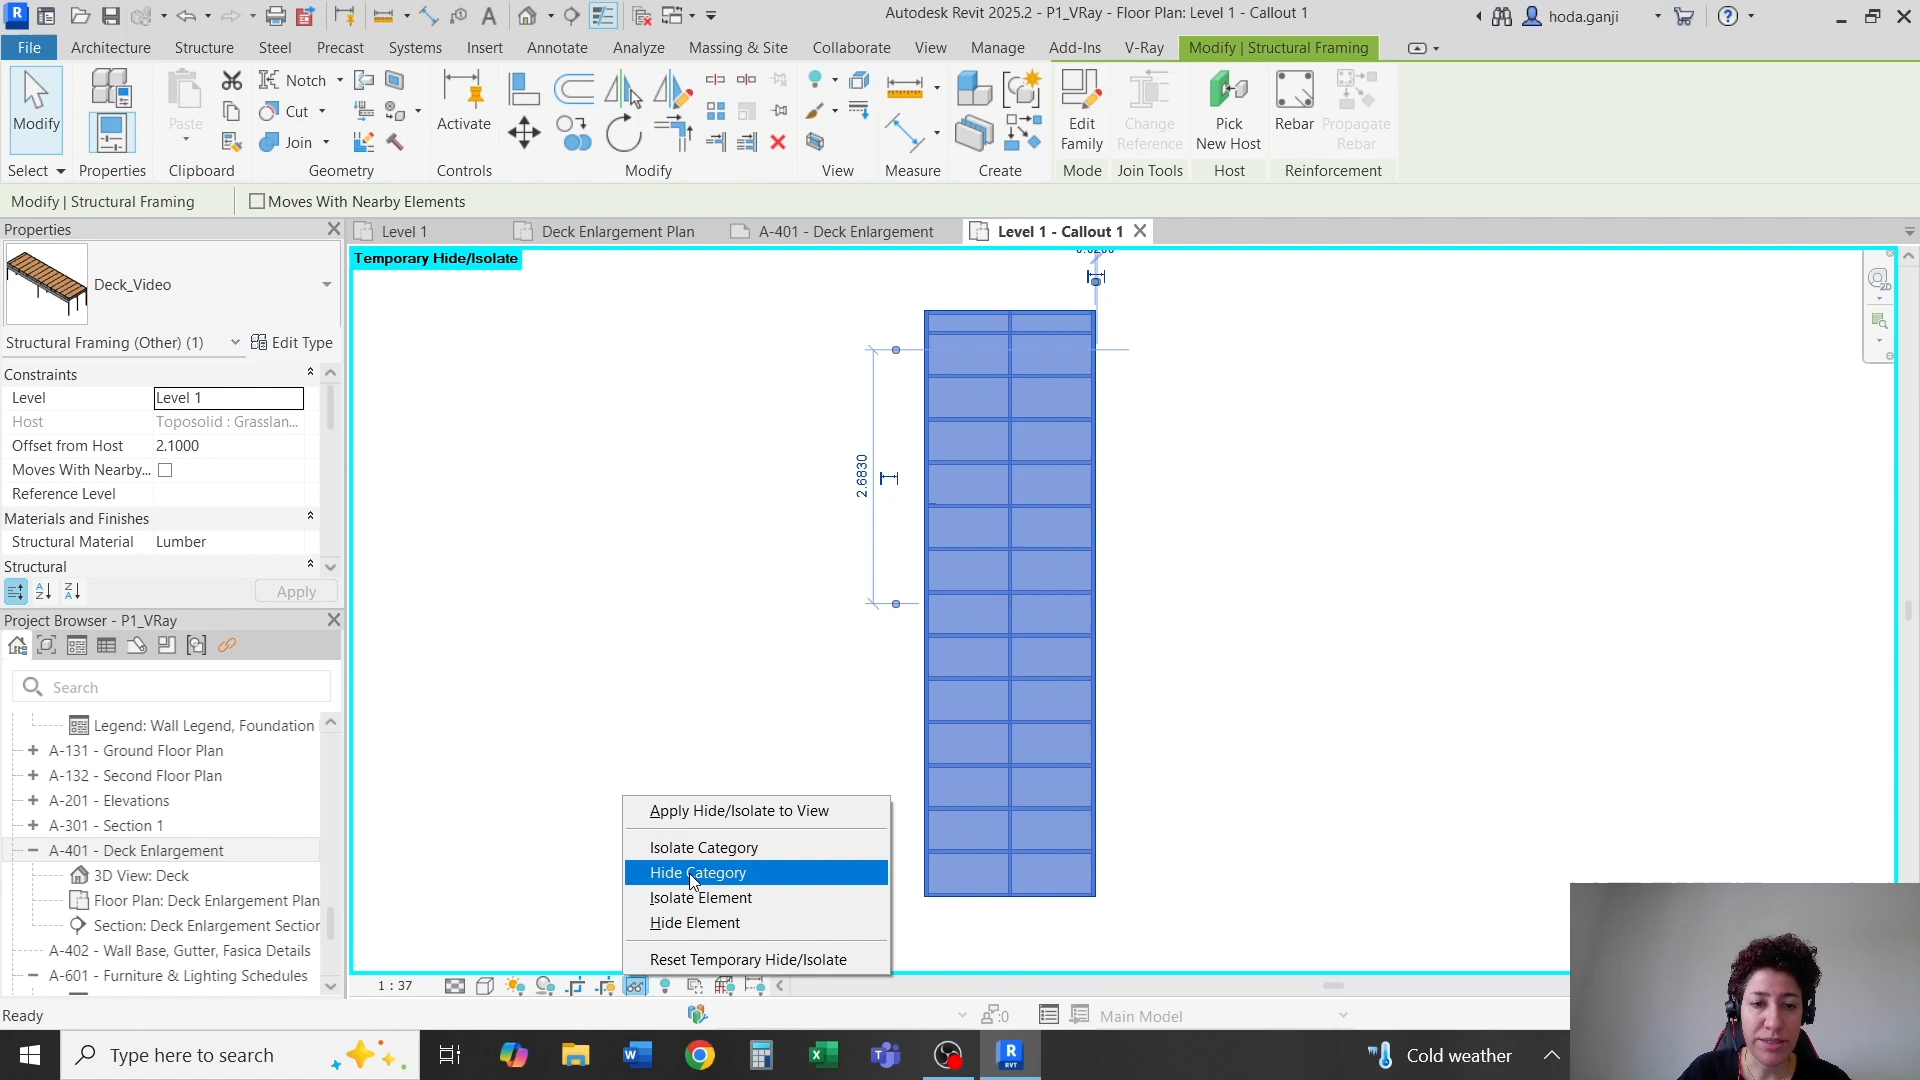 Autodesk Revit 2025.2 - P1_VRay - Floor Plan: Level 1 - Callout 1
hoda.ganji
File
Architecture
Structure
Steel
Precast
Systems
Insert
Annotate
Analyze
Massing & Site
Collaborate
View
Manage
Add-Ins
V-Ray
Modify | Structural Framing
Modify
Paste
Notch
Cut
Join
Activate
Edit
Family
Change
Reference
Pick
New Host
Rebar
Propagate
Rebar
Select
Properties
Clipboard
Geometry
Controls
Modify
View
Measure
Create
Mode
Join Tools
Host
Reinforcement
Modify | Structural Framing
Moves With Nearby Elements
Properties
Level 1
Deck Enlargement Plan
A-401 - Deck Enlargement
Level 1 - Callout 1
Temporary Hide/Isolate
Deck_Video
Structural Framing (Other) (1)
Edit Type
Constraints
Level
Level 1
Host
Toposolid : Grasslan...
Offset from Host
2.1000
Moves With Nearby...
Reference Level
Materials and Finishes
Structural Material
Lumber
Structural
Apply
2.6830
2D
Project Browser - P1_VRay
Search
Legend: Wall Legend, Foundation
A-131 - Ground Floor Plan
A-132 - Second Floor Plan
A-201 - Elevations
A-301 - Section 1
A-401 - Deck Enlargement
3D View: Deck
Floor Plan: Deck Enlargement Plan
Section: Deck Enlargement Section
A-402 - Wall Base, Gutter, Fasica Details
A-601 - Furniture & Lighting Schedules
Apply Hide/Isolate to View
Isolate Category
Hide Category
Isolate Element
Hide Element
Reset Temporary Hide/Isolate
1 : 37
Ready
:0
Main Model
Type here to search
Cold weather